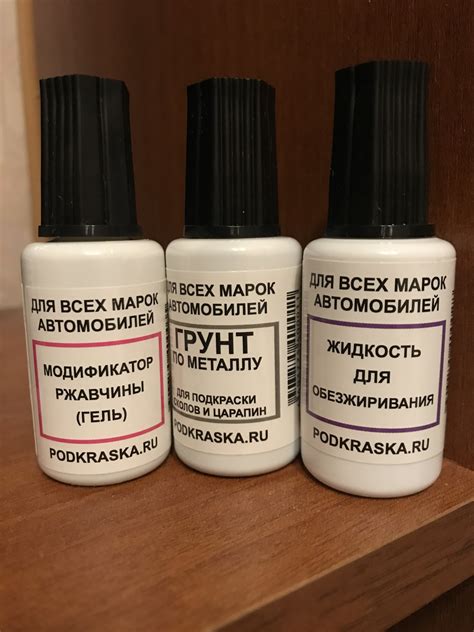 ДЛЯ ВСЕХ МАРОК
АВТОМОБИЛЕЙ
МОДИФИКАТОР
РЖАВЧИНЫ
(ГЕЛЬ)
PODKRASKA.RU
ДЛЯ ВСЕХ МАРОК
АВТОМОБИЛЕЙ
ГРУНТ
ПО МЕТАЛЛУ
ДЛЯ ПОДКРАСКИ
СКОЛОВ И ЦАРАПИН
PODKRASKA.RU
ДЛЯ ВСЕХ МАРОК
АВТОМОБИЛЕЙ
ЖИДКОСТЬ
ДЛЯ
ОБЕЗЖИРИВАНИЯ
PODKRASKA.RU